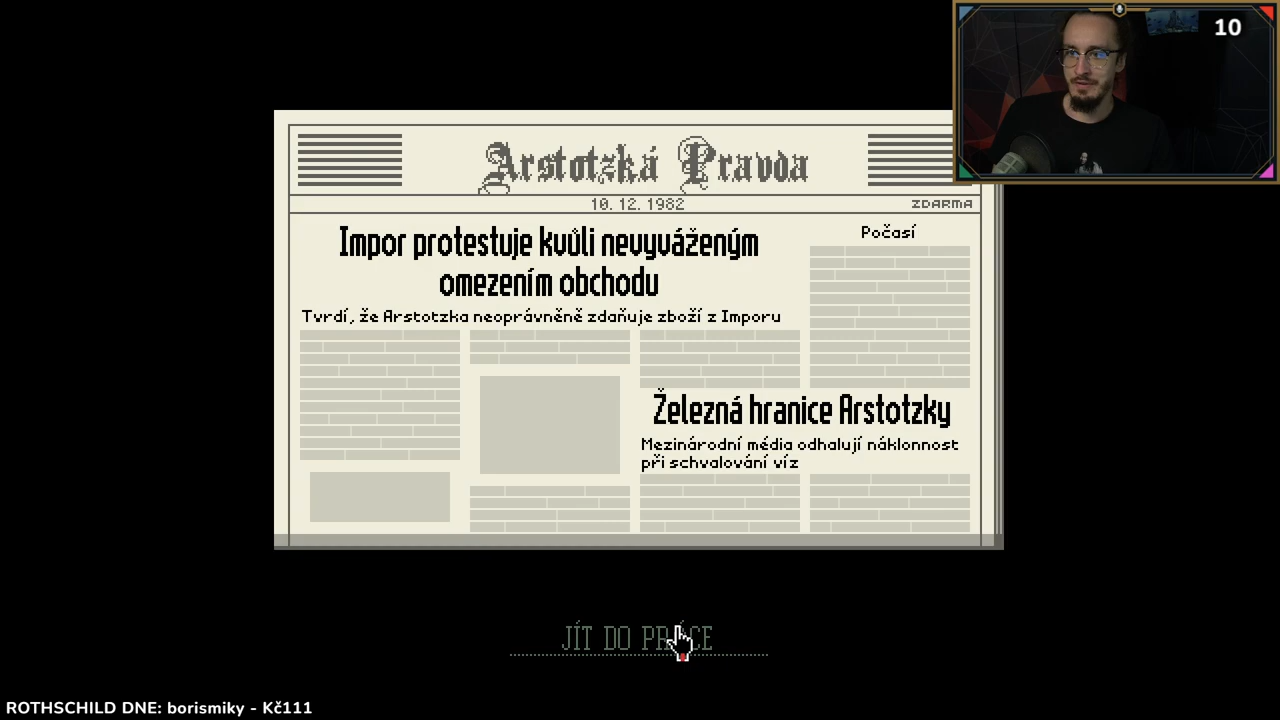 10
Arstotzká Pravda
10. 12. 1982
ZDARMA
Impor protestuje kvůli nevyváženým
omezením obchodu
Tvrdí, že Arstotzka neoprávněně zdaňuje zboží z Imporu
Počasí
Železná hranice Arstotzky
Mezinárodní média odhalují náklonnost
při schvalování víz
JÍT DO PRÁCE
ROTHSCHILD DNE: borismiky - Kč111